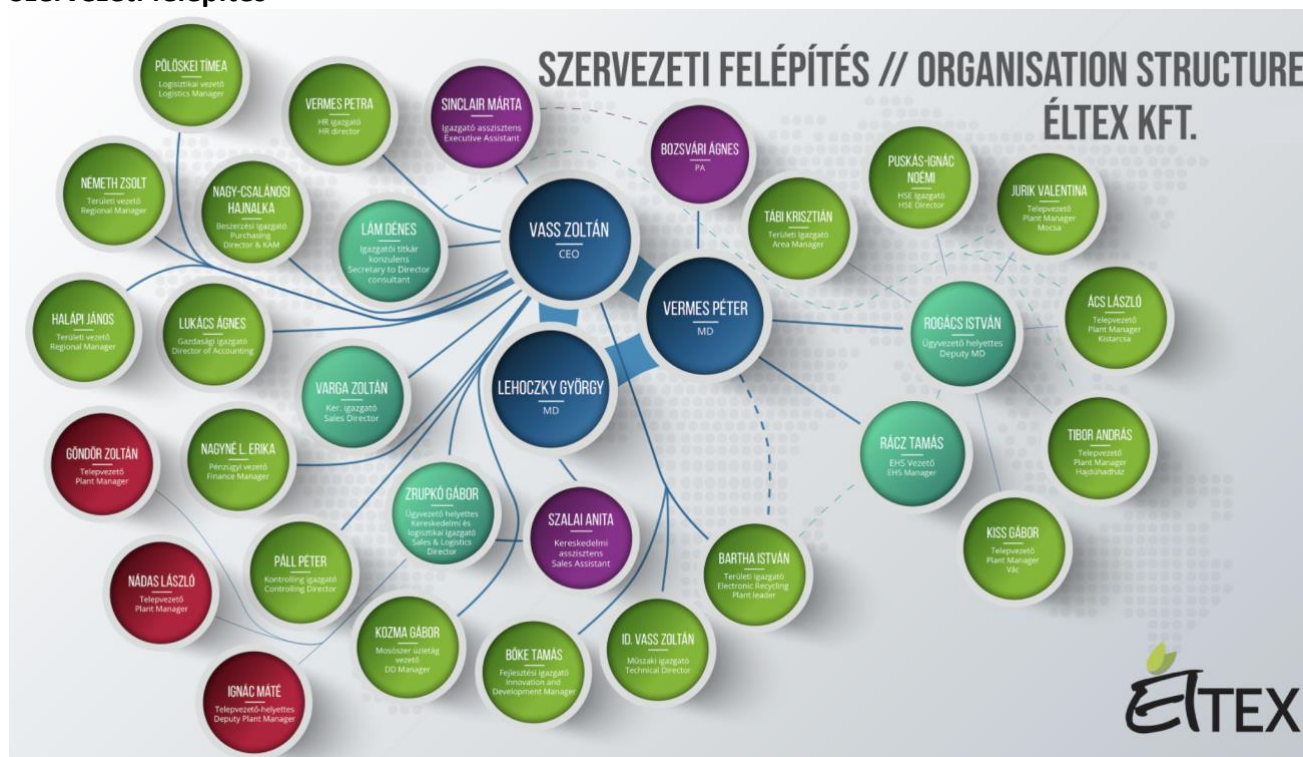 SZERVEZETI FELÉPÍTÉS // ORGANISATION STRUCTURE
ÉLTEX KFT.
PÖLÖSKEI TÍMEA
Logisztikai vezető
Logistics Manager
VERMES PETRA
HR igazgató
HR director
SINCLAIR MÁRTA
Igazgató asszisztens
Executive Assistant
BOZSVÁRI ÁGNES
PA
PUSKÁS-IGNÁC
NOÉMI
HSE Igazgató
HSE Director
JURIK VALENTINA
Telepvezető
Plant Manager
Mocsa
NÉMETH ZSOLT
Területi vezető
Regional Manager
NAGY-CSALÁNOSI
HAJNALKA
Beszerzési igazgató
Purchasing
Director & KAM
LÁM DÉNES
Igazgatói titkár
konzulens
Secretary to Director
consultant
VASS ZOLTÁN
CEO
TÁBI KRISZTIÁN
Területi igazgató
Area Manager
VERMES PÉTER
MD
ROGÁCS ISTVÁN
Ügyvezető helyettes
Deputy MD
ÁCS LÁSZLÓ
Telepvezető
Plant Manager
Kistarcsa
HALÁPI JÁNOS
Területi vezető
Regional Manager
LUKÁCS ÁGNES
Gazdasági igazgató
Director of Accounting
VARGA ZOLTÁN
Ker. igazgató
Sales Director
LEHOCZKY GYÖRGY
MD
RÁCZ TAMÁS
EHS Vezető
EHS Manager
TIBOR ANDRÁS
Telepvezető
Plant Manager
Hajdúhadház
GÖNDÖR ZOLTÁN
Telepvezető
Plant Manager
NAGYNÉ L. ERIKA
Pénzügyi vezető
Finance Manager
ZRUPKÓ GÁBOR
Ügyvezető helyettes
Kereskedelmi és
logisztikai igazgató
Sales & Logistics
Director
SZALAI ANITA
Kereskedelmi
asszisztens
Sales Assistant
BARTHA ISTVÁN
Területi igazgató
Electronic Recycling
Plant leader
KISS GÁBOR
Telepvezető
Plant Manager
Vác
NÁDAS LÁSZLÓ
Telepvezető
Plant Manager
PÁLL PÉTER
Kontrolling igazgató
Controlling Director
KOZMA GÁBOR
Mosószer üzletág
vezető
DD Manager
BŐKE TAMÁS
Fejlesztési igazgató
Innovation and
Development Manager
ID. VASS ZOLTÁN
Műszaki igazgató
Technical Director
IGNÁC MÁTÉ
Telepvezető-helyettes
Deputy Plant Manager
ÉLTEX